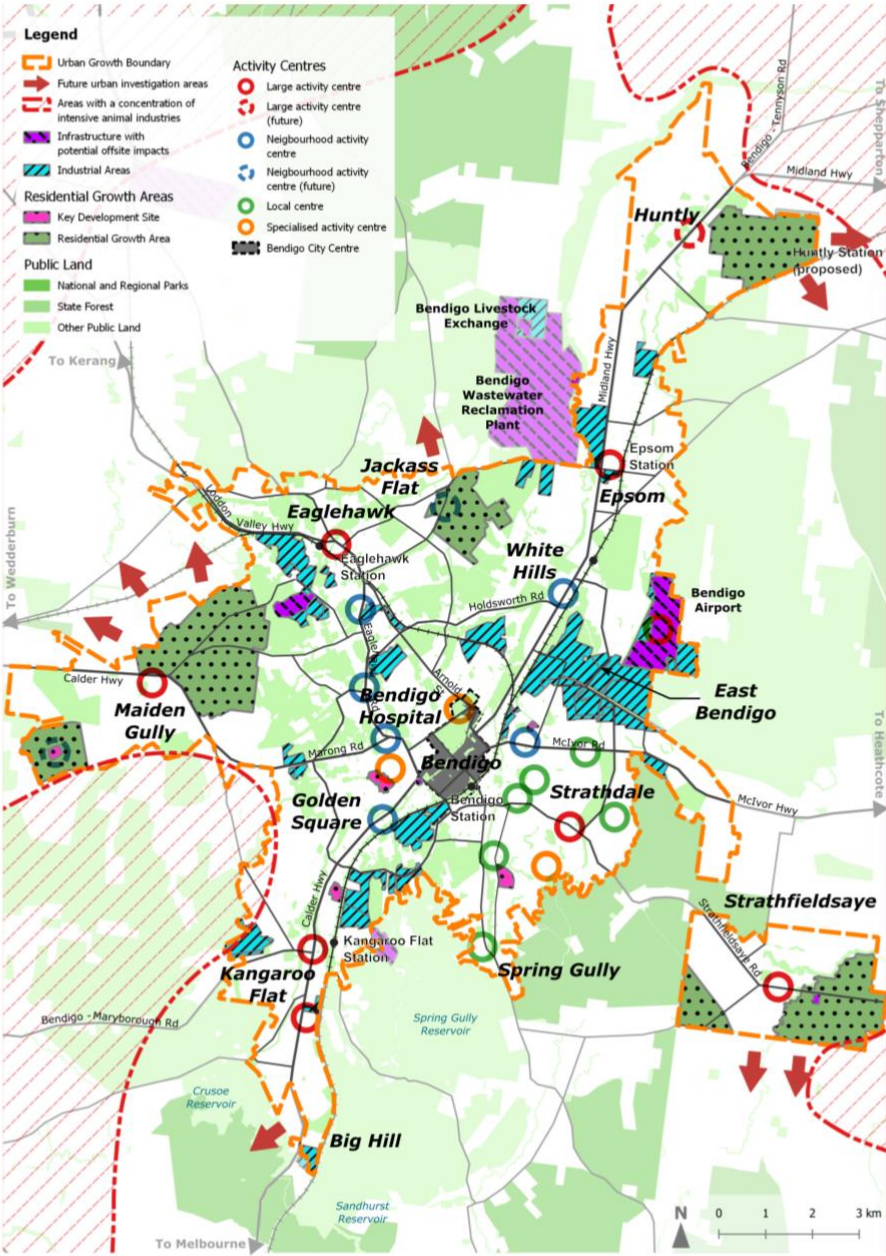 Legend
Urban Growth Boundary
Future urban investigation areas
Areas with a concentration of
intensive animal industries
Infrastructure with
potential offsite impacts
Industrial Areas
Residential Growth Areas
Key Development Site
Residential Growth Area
Public Land
National and Regional Parks
State Forest
Other Public Land
Activity Centres
Large activity centre
Large activity centre
(future)
Neigbourhood activity
centre
Neigbourhood activity
centre (future)
Local centre
Specialised activity centre
Bendigo City Centre
Bendigo - Tennyson Rd
To Shepparton
Midland Hwy
Huntly
Huntly Station
(proposed)
Bendigo Livestock
Exchange
To Kerang
Midland Hwy
Bendigo
Wastewater
Reclamation
Plant
Epsom
Station
Jackass
Flat
Epsom
Loddon
Valley Hwy
Eaglehawk
Eaglehawk
Station
To Wedderburn
White
Hills
Holdsworth Rd
Bendigo
Airport
Eaglehawk Rd
Arnold
St
Calder Hwy
Maiden
Gully
Bendigo
Hospital
East
Bendigo
Marong Rd
McIvor Rd
Bendigo
To Heathcote
Golden
Square
Bendigo
Station
Strathdale
McIvor Hwy
Calder Hwy
Strathfieldsaye
Strathfieldsaye Rd
Kangaroo Flat
Station
Kangaroo
Flat
Spring Gully
Bendigo - Maryborough Rd
Spring Gully
Reservoir
Crusoe
Reservoir
Big Hill
Sandhurst
Reservoir
To Melbourne
N
0 1 2 3 km